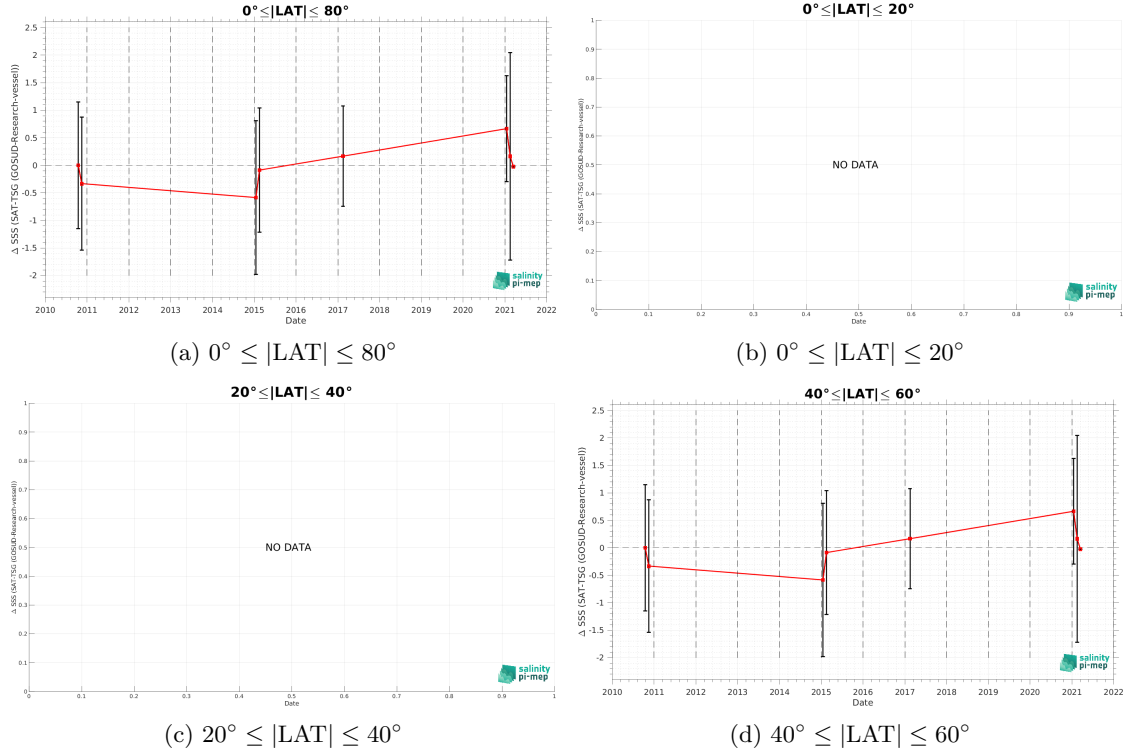 0°≤|LAT|≤ 80°
Δ SSS (SAT-TSG (GOSUD-Research-vessel))
2.5
2
1.5
1
0.5
0
-0.5
-1
-1.5
-2
2010 2011 2012 2013 2014 2015 2016 2017 2018 2019 2020 2021 2022
Date
salinity
pi-mep
(a) 0° ≤ |LAT| ≤ 80°
0°≤|LAT|≤ 20°
Δ SSS (SAT-TSG (GOSUD-Research-vessel))
1
0.9
0.8
0.7
0.6
0.5
0.4
0.3
0.2
0.1
0
NO DATA
0 0.1 0.2 0.3 0.4 0.5 0.6 0.7 0.8 0.9 1
Date
salinity
pi-mep
(b) 0° ≤ |LAT| ≤ 20°
20°≤|LAT|≤ 40°
Δ SSS (SAT-TSG (GOSUD-Research-vessel))
1
0.9
0.8
0.7
0.6
0.5
0.4
0.3
0.2
0.1
0
NO DATA
0 0.1 0.2 0.3 0.4 0.5 0.6 0.7 0.8 0.9 1
Date
salinity
pi-mep
(c) 20° ≤ |LAT| ≤ 40°
40°≤|LAT|≤ 60°
Δ SSS (SAT-TSG (GOSUD-Research-vessel))
2.5
2
1.5
1
0.5
0
-0.5
-1
-1.5
-2
2010 2011 2012 2013 2014 2015 2016 2017 2018 2019 2020 2021 2022
Date
salinity
pi-mep
(d) 40° ≤ |LAT| ≤ 60°